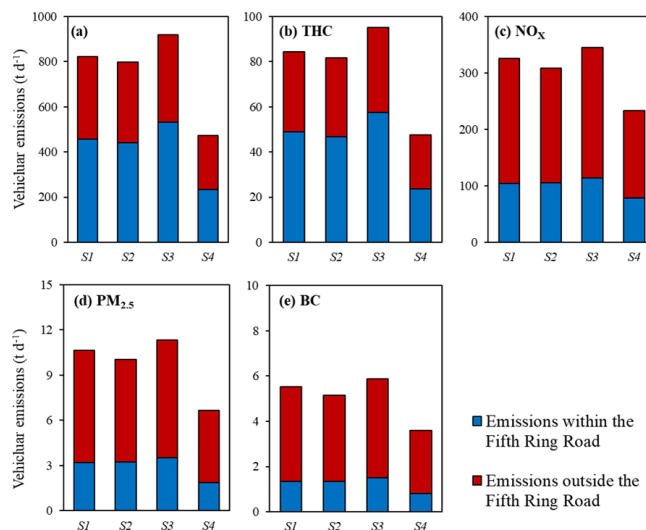 (a)
(b) THC
(c) NOX
Vehicluar emissions (t d-1)
1000
800
600
400
200
0
S1 S2 S3 S4
100
80
60
40
20
0
S1 S2 S3 S4
400
300
200
100
0
S1 S2 S3 S4
(d) PM2.5
(e) BC
Vehicluar emissions (t d-1)
15
12
9
6
3
0
S1 S2 S3 S4
10
8
6
4
2
0
S1 S2 S3 S4
Emissions within the
Fifth Ring Road
Emissions outside the
Fifth Ring Road